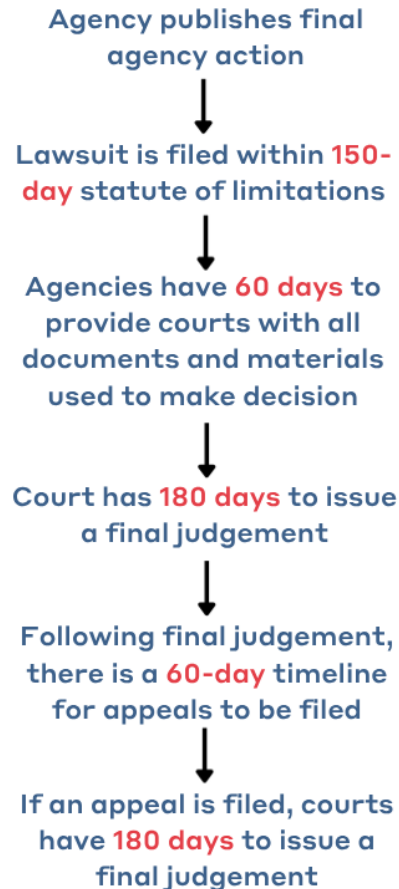 Agency publishes final
agency action
Lawsuit is filed within 150-
day statute of limitations
Agencies have 60 days to
provide courts with all
documents and materials
used to make decision
Court has 180 days to issue
a final judgement
Following final judgement,
there is a 60-day timeline
for appeals to be filed
If an appeal is filed, courts
have 180 days to issue a
final judgement